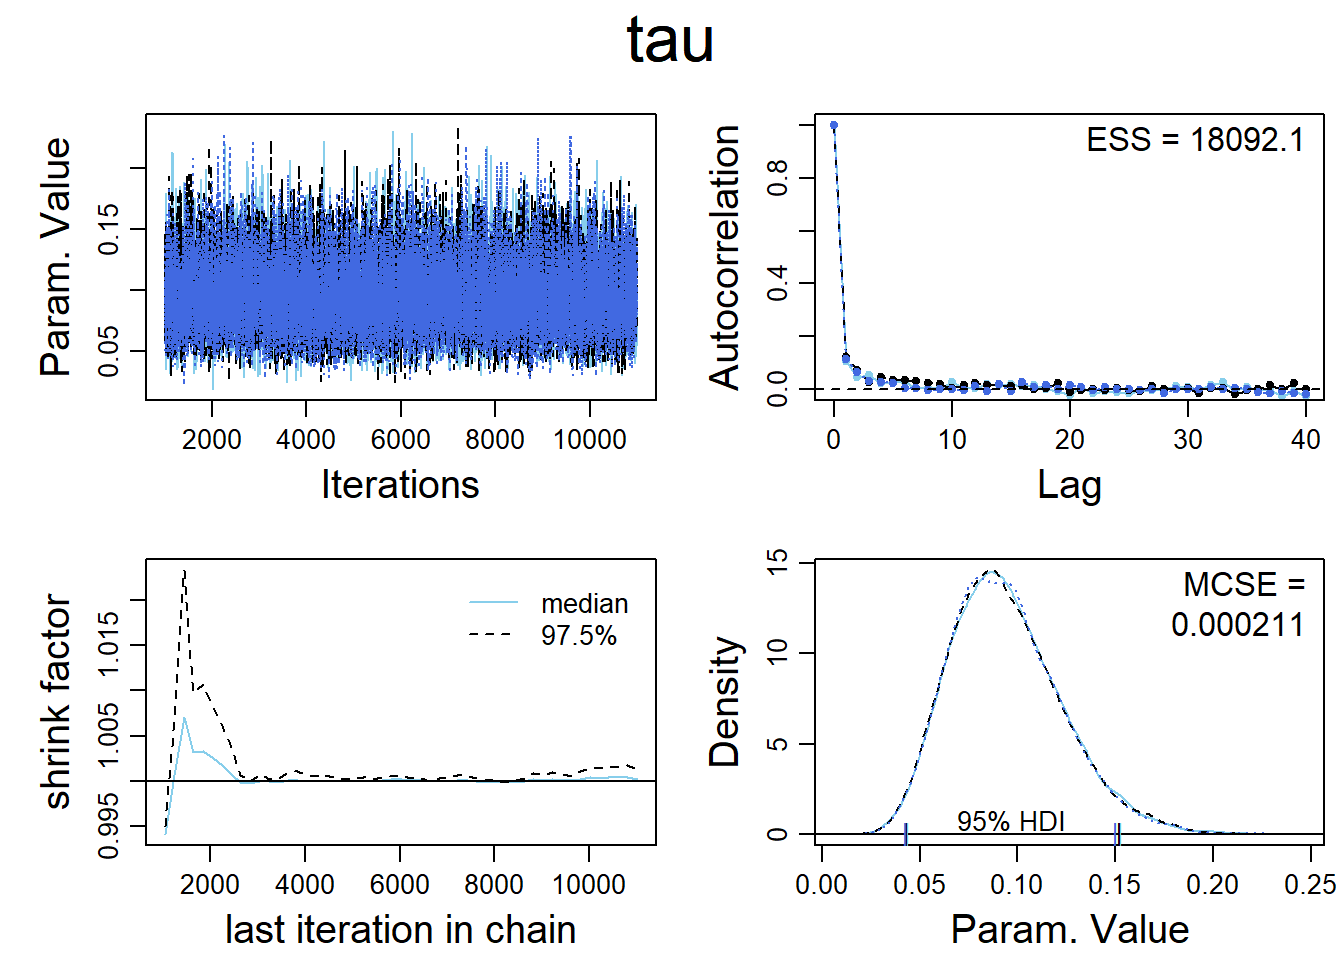 tau
Param. Value
0.15
0.05
2000 4000 6000 8000 10000
Iterations
Autocorrelation
0.8
0.4
0.0
ESS = 18092.1
0 10 20 30 40
Lag
shrink factor
1.015
1.005
0.995
median
97.5%
2000 4000 6000 8000 10000
last iteration in chain
Density
15
10
5
0
MCSE =
0.000211
95% HDI
0.00 0.05 0.10 0.15 0.20 0.25
Param. Value